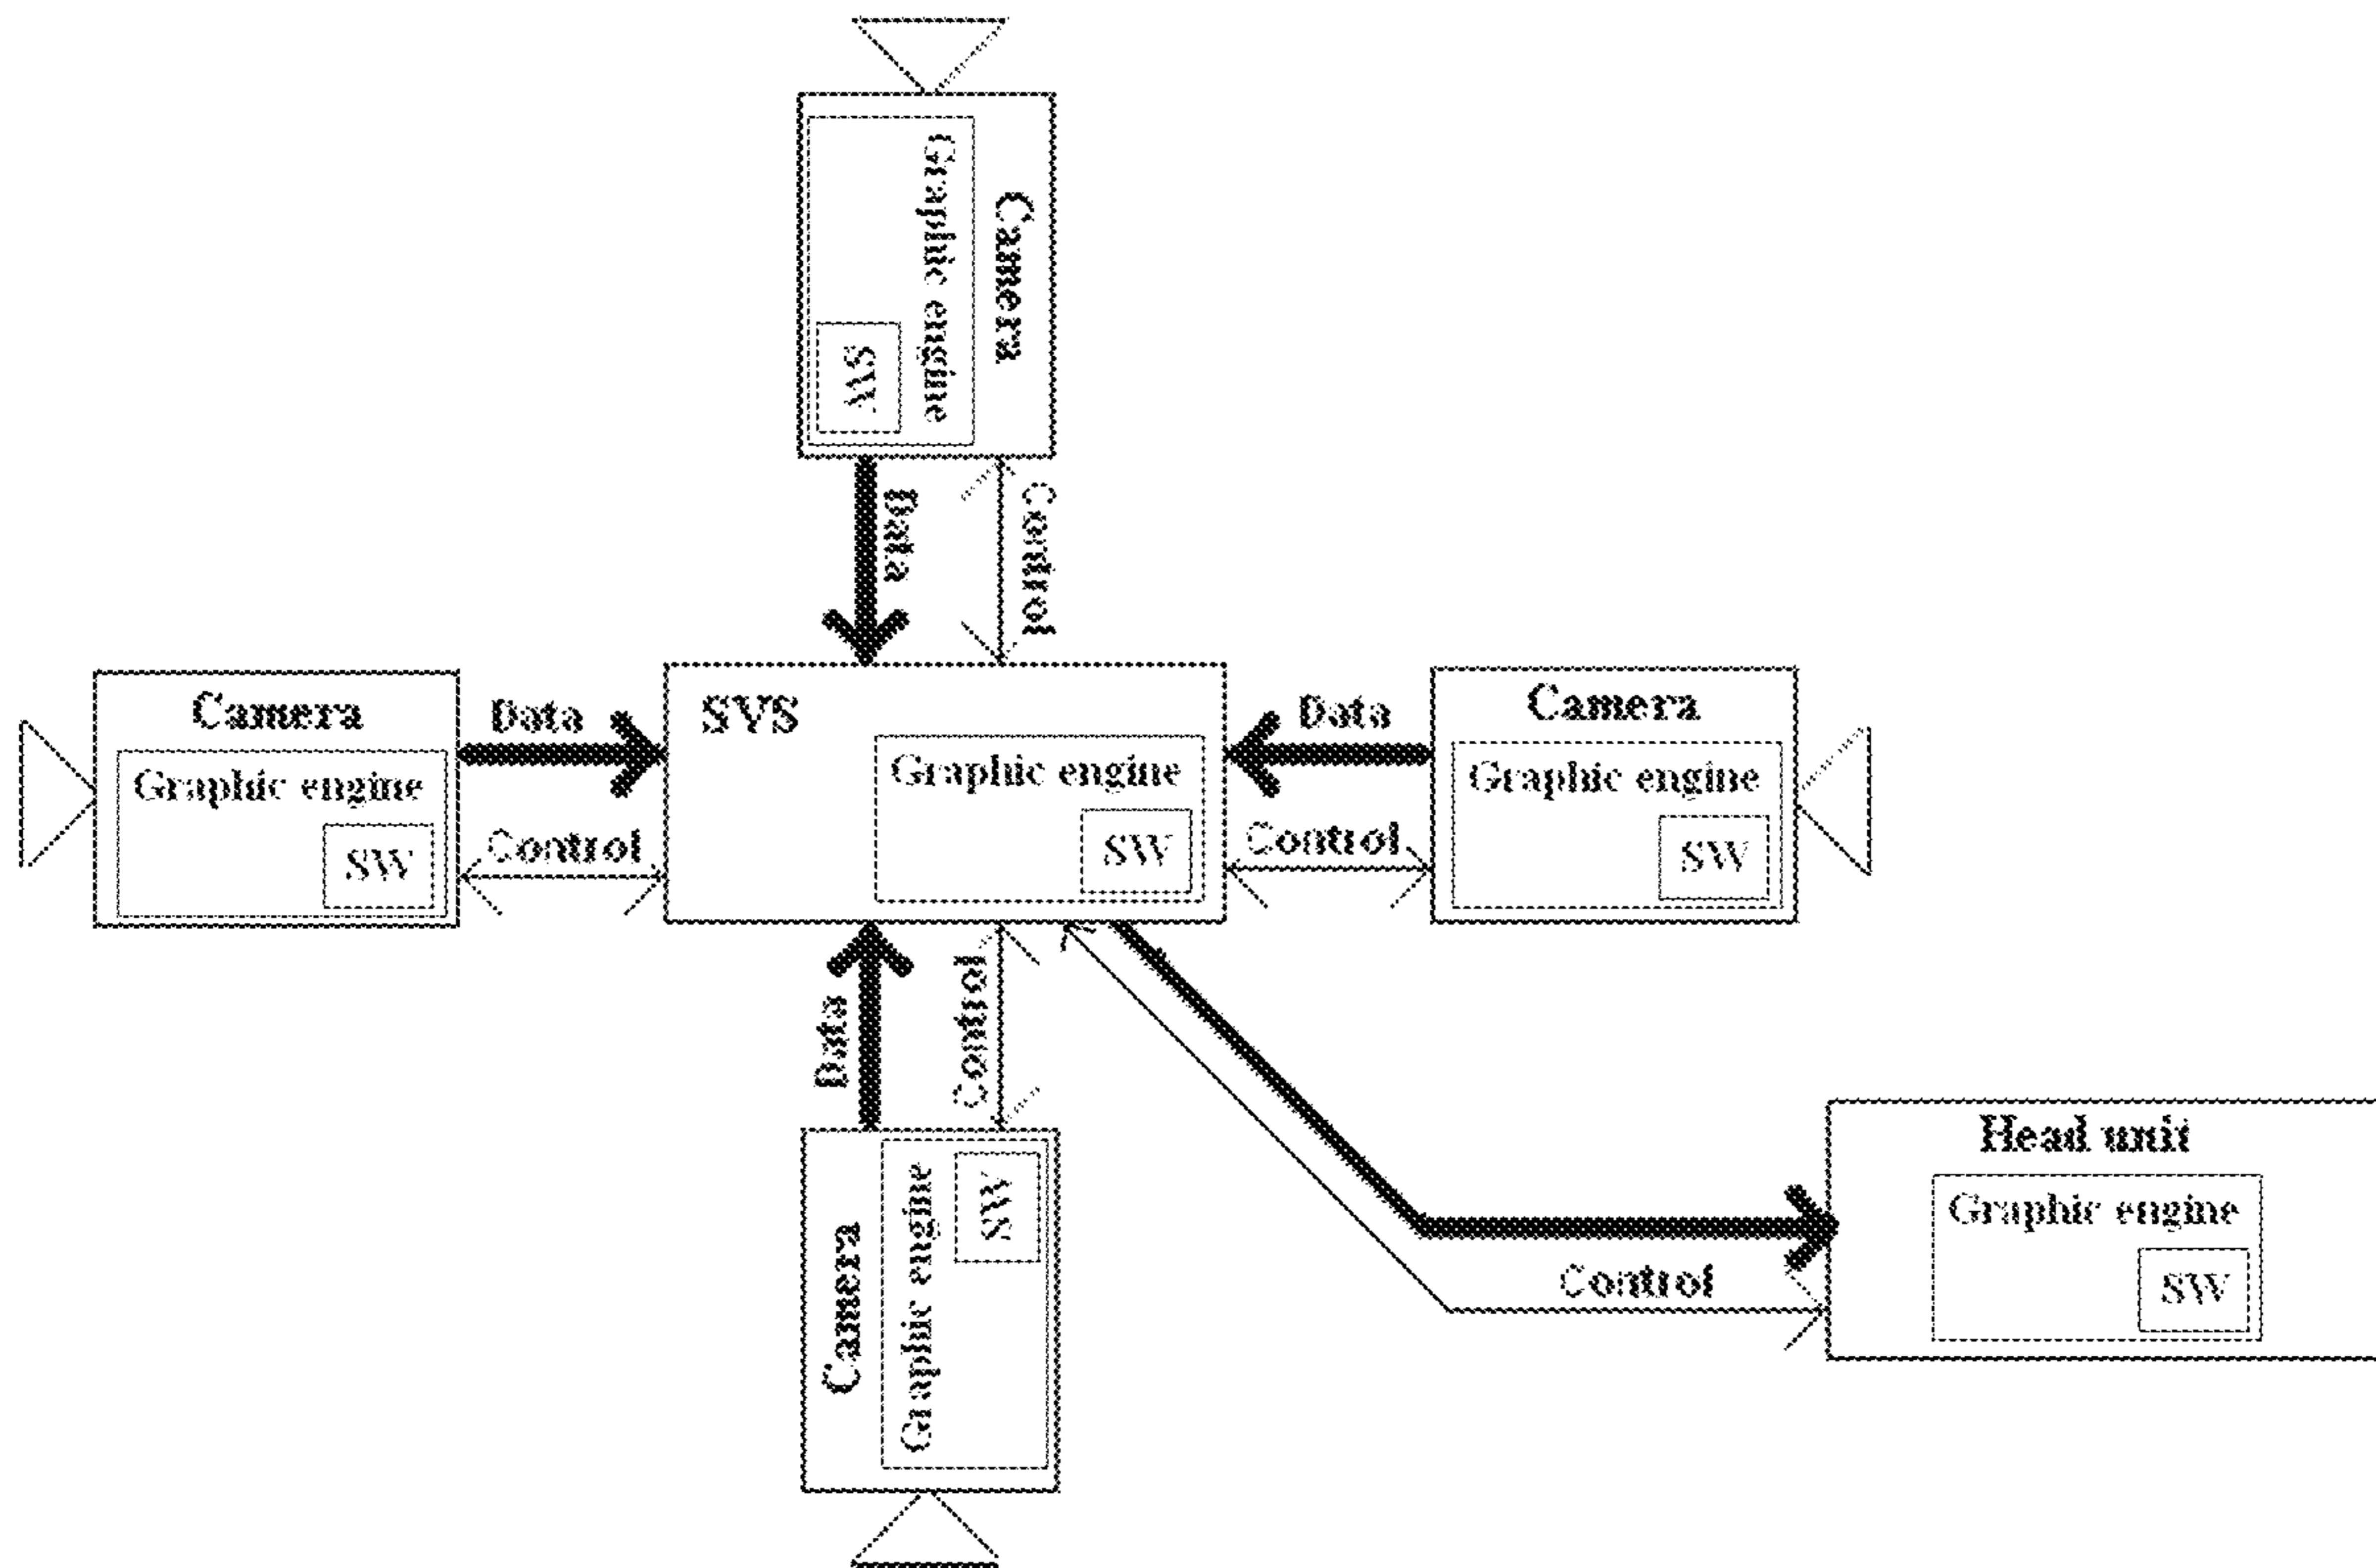 Camera
Graphic engine
SW
Data
Control
Camera
Graphic engine
SW
Data
Control
SVS
Graphic engine
SW
Data
Control
Camera
Graphic engine
SW
Data
Control
Camera
Graphic engine
SW
Control
Head unit
Graphic engine
SW